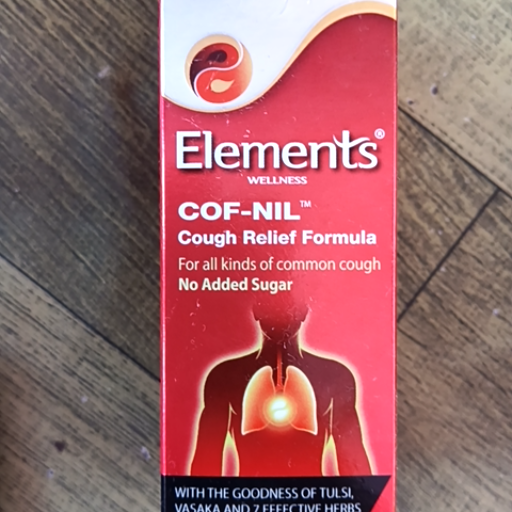 Elements®
WELLNESS
COF-NIL™
Cough Relief Formula
For all kinds of common cough
No Added Sugar
WITH THE GOODNESS OF TULSI,
VASAKA AND 7 EFFECTIVE HERBS